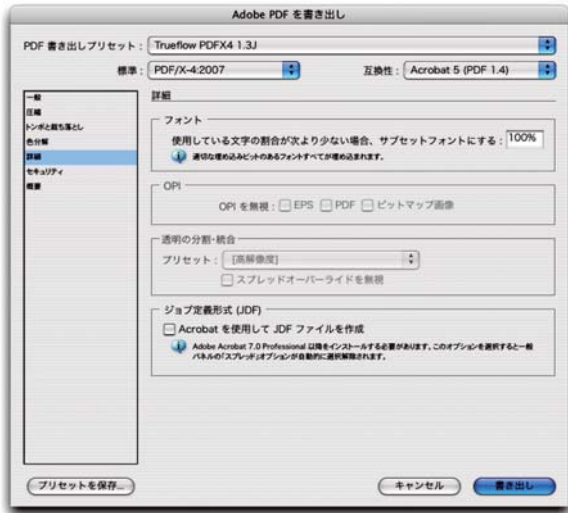 Adobe PDF を書き出し
PDF 書き出しプリセット : Trueflow PDFX4 1.3J
標準 : PDF/X-4:2007 互換性 : Acrobat 5 (PDF 1.4)
一般
圧縮
トンボと裁ち落とし
色分解
詳細
セキュリティ
概要
詳細
フォント
使用している文字の割合が次より少ない場合、サブセットフォントにする : 100%
適切な埋め込みビットのあるフォントすべてが埋め込まれます。
OPI
OPI を無視 : EPS PDF ビットマップ画像
透明の分割・統合
プリセット : [高解像度]
スプレッドオーバーライドを無視
ジョブ定義形式 (JDF)
Acrobat を使用して JDF ファイルを作成
Adobe Acrobat 7.0 Professional 以降をインストールする必要があります。このオプションを選択すると一般
パネルの「スプレッド」オプションが自動的に選択解除されます。
プリセットを保存... キャンセル 書き出し